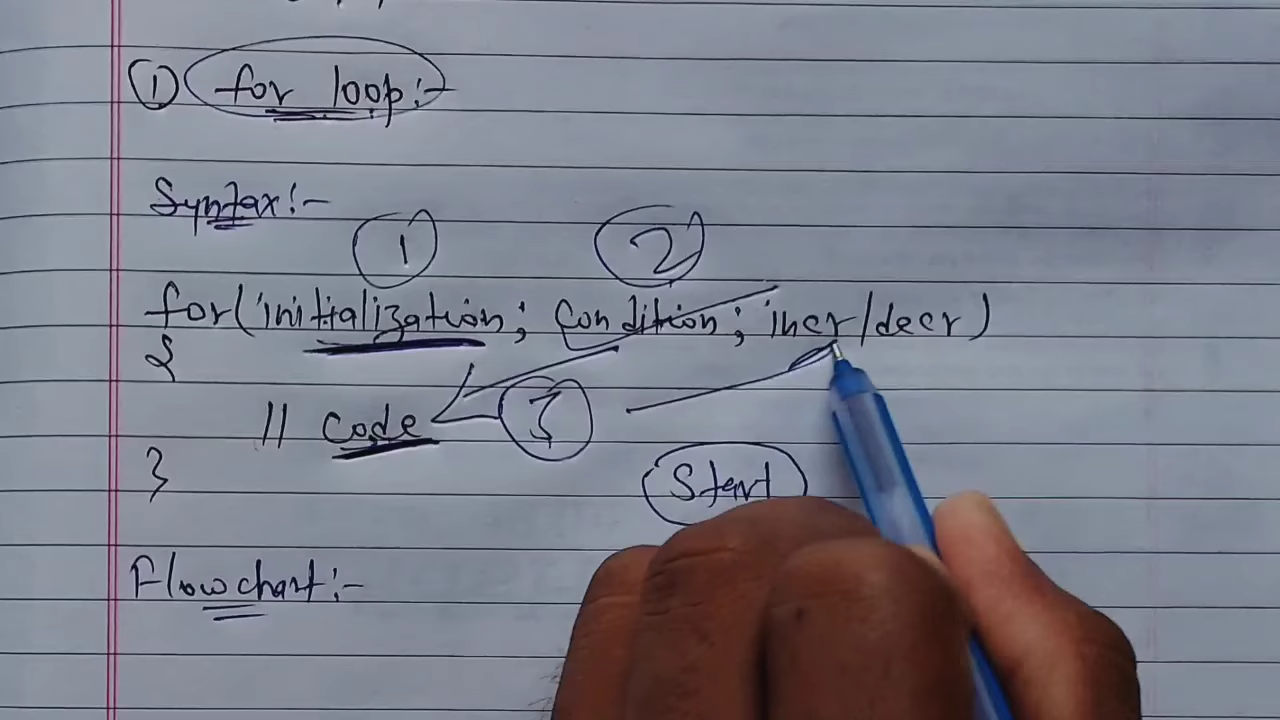 ① for loop:-
Syntax:-
① ②
for(initialization; condition; incr/decr)
{
// code ③
}
Start
Flowchart:-